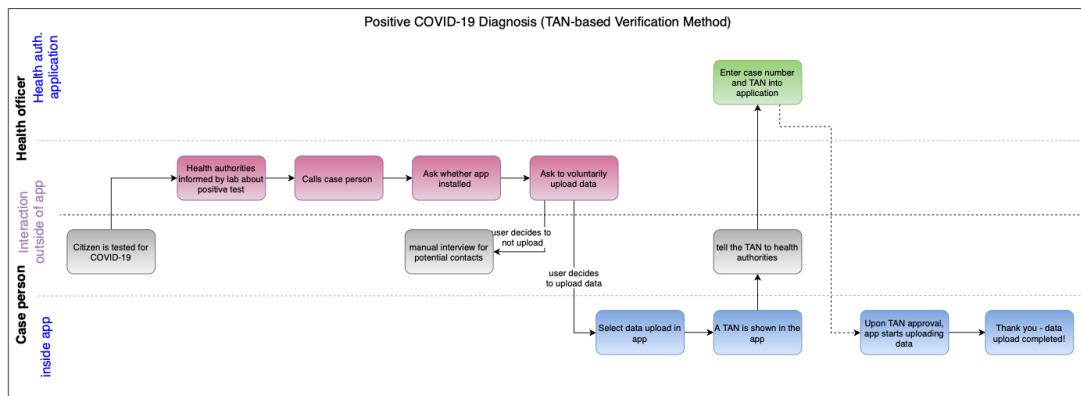 Positive COVID-19 Diagnosis (TAN-based Verification Method)
Health officer
Health auth.
application
Enter case number
and TAN into
application
Interaction
outside of app
Health authorities
informed by lab about
positive test
Calls case person
Ask whether app
installed
Ask to voluntarily
upload data
Case person
Citizen is tested for
COVID-19
manual interview for
potential contacts
user decides to
not upload
user decides
to upload data
tell the TAN to health
authorities
inside app
Select data upload in
app
A TAN is shown in the
app
Upon TAN approval,
app starts uploading
data
Thank you - data
upload completed!